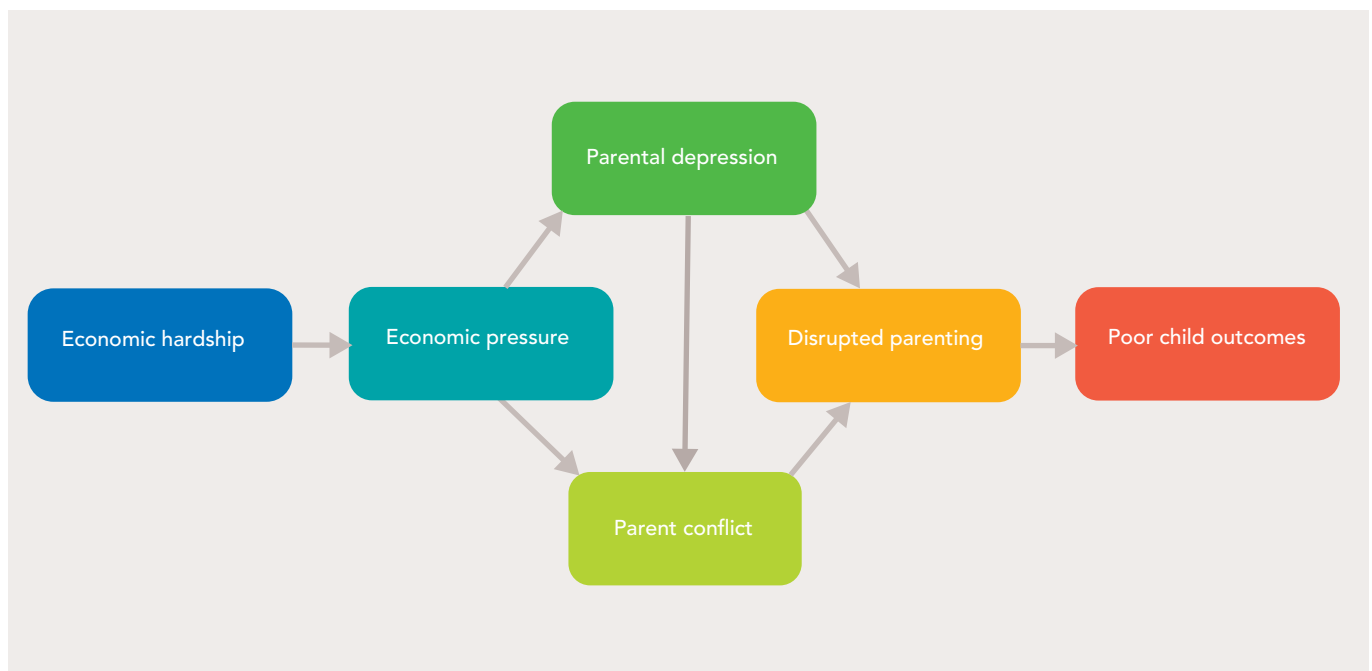 Parental depression
Economic hardship
Economic pressure
Disrupted parenting
Poor child outcomes
Parent conflict